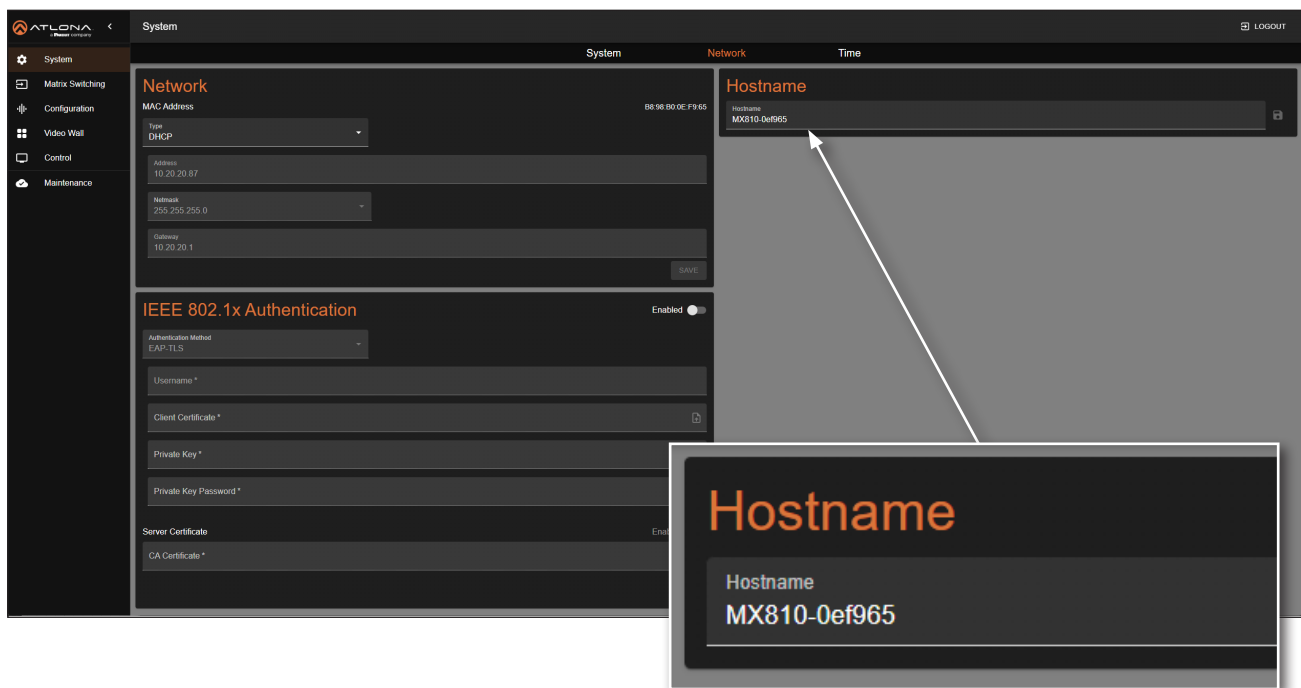 ATLONA
System
LOGOUT
a Panduit company
System
Matrix Switching
Configuration
Video Wall
Control
Maintenance
System
Network
Time
Network
MAC Address
B8:98:B0:0E:F9:65
Type
DHCP
Address
10.20.20.87
Netmask
255.255.255.0
Gateway
10.20.20.1
SAVE
IEEE 802.1x Authentication
Enabled
Authentication Method
EAP-TLS
Username *
Client Certificate *
Private Key *
Private Key Password *
Server Certificate
Enab
CA Certificate *
Hostname
Hostname
MX810-0ef965
Hostname
Hostname
MX810-0ef965